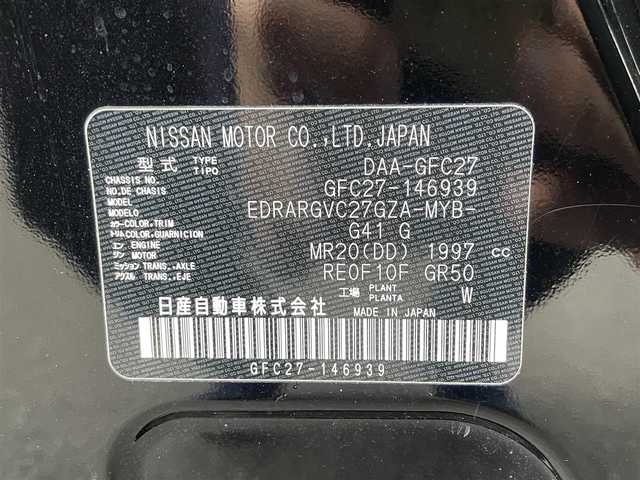 NISSAN MOTOR CO.,LTD.JAPAN
型式 TYPE TIPO DAA-GFC27
CHASSIS NO.
NO.DE CHASIS GFC27-146939
MODEL
MODELO EDRARGVC27GZA-MYB-
カラー COLOR,TRIM
トリム COLOR,GUARNICION G41 G
エン ENGINE
ジン MOTOR MR20(DD) 1997 CC
ミッション TRANS.,AXLE
アクスル TRANS.,EJE RE0F10F GR50
工場 PLANT PLANTA W
日産自動車株式会社 MADE IN JAPAN
GFC27-146939